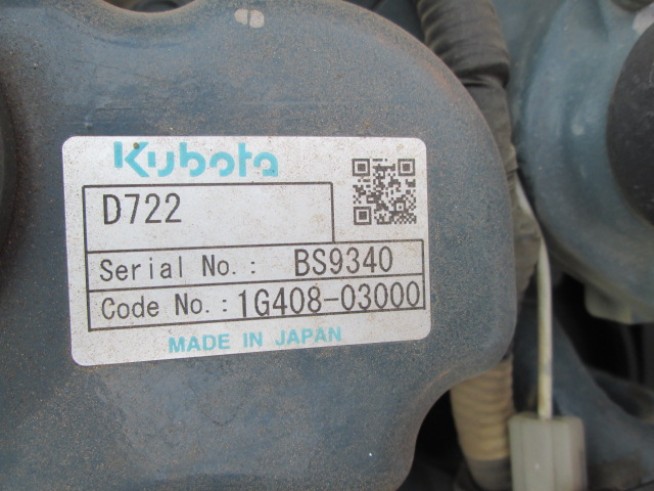 Kubota
D722
Serial No.: BS9340
Code No.: 1G408-03000
MADE IN JAPAN